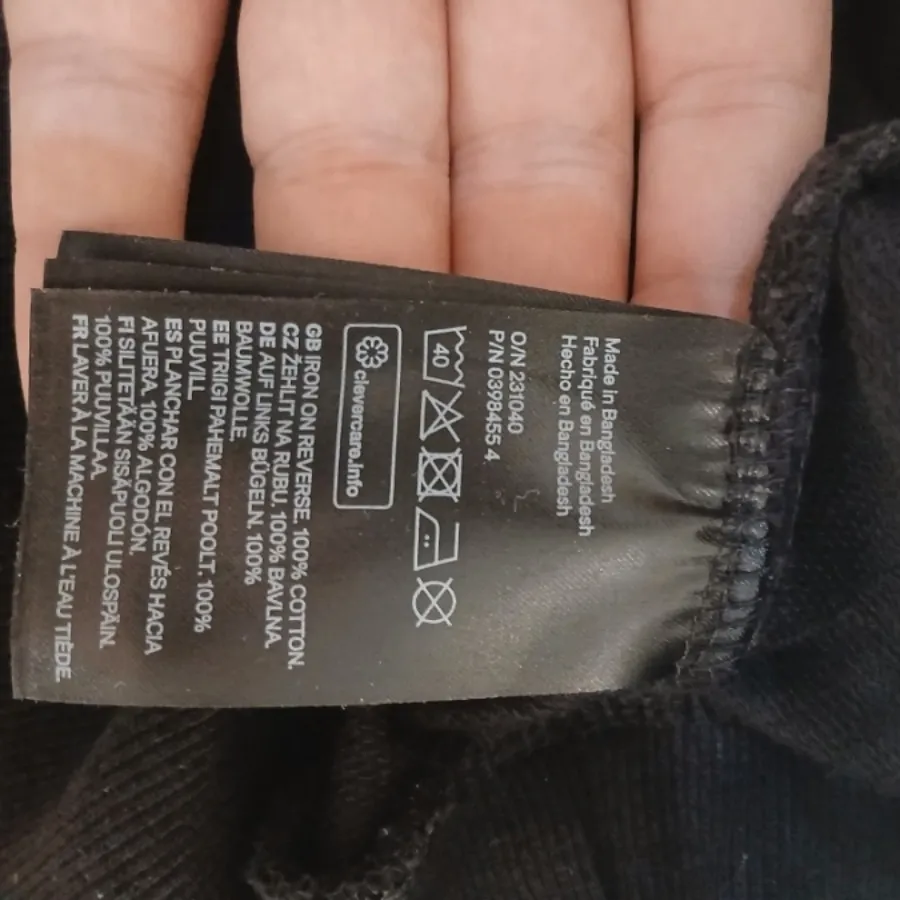 Made in Bangladesh
Fabriqué en Bangladesh
Hecho en Bangladesh
O/N 231040
P/N 0398455 4
40
clevercare.info
GB IRON ON REVERSE. 100% COTTON.
CZ ŽEHLIT NA RUBU. 100% BAVLNA.
DE AUF LINKS BÜGELN. 100%
BAUMWOLLE.
EE TRIIGI PAHEMALT POOLT. 100%
PUUVILL
ES PLANCHAR CON EL REVÉS HACIA
AFUERA. 100% ALGODÓN.
FI SILITETÄÄN SISÄPUOLI ULOSPÄIN.
100% PUUVILLAA.
FR LAVER À LA MACHINE À L'EAU TIÈDE.